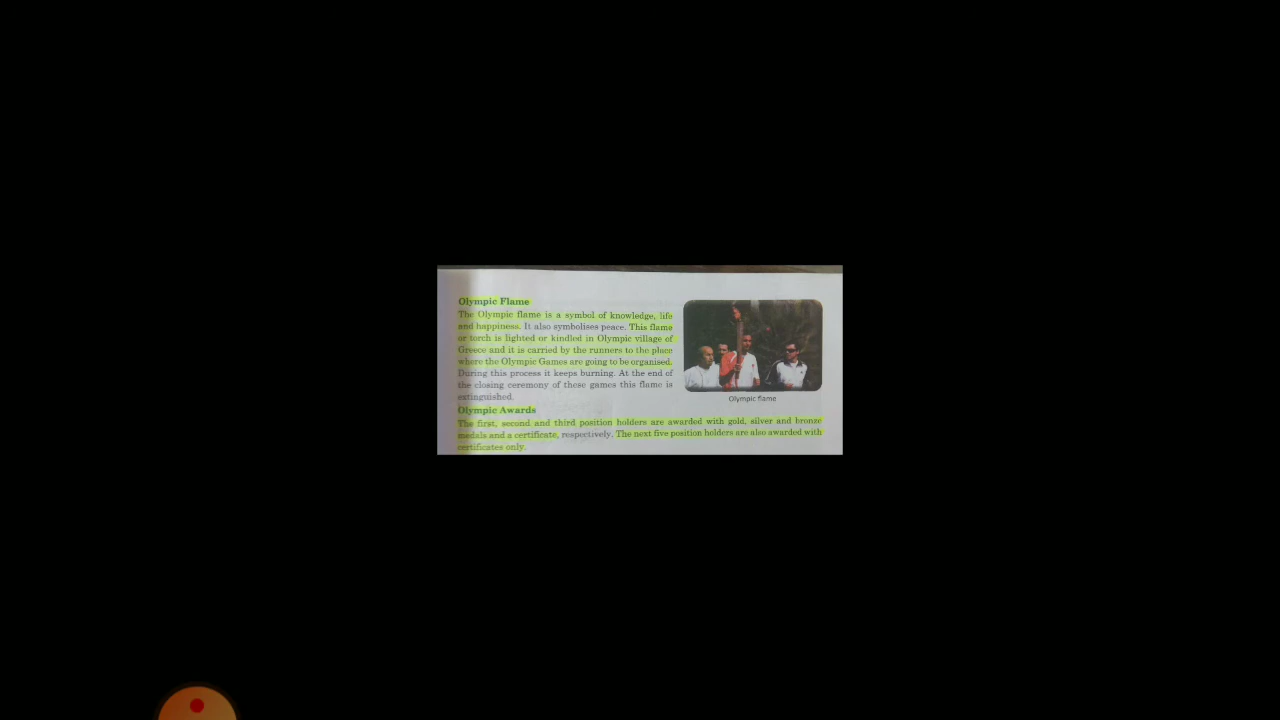 Olympic Flame
The Olympic flame is a symbol of knowledge, life
and happiness. It also symbolises peace. This flame
or torch is lighted or kindled in Olympic village of
Greece and it is carried by the runners to the place
where the Olympic Games are going to be organised.
During this process it keeps burning. At the end of
the closing ceremony of these games this flame is
extinguished.
Olympic flame
Olympic Awards
The first, second and third position holders are awarded with gold, silver and bronze
medals and a certificate, respectively. The next five position holders are also awarded with
certificates only.